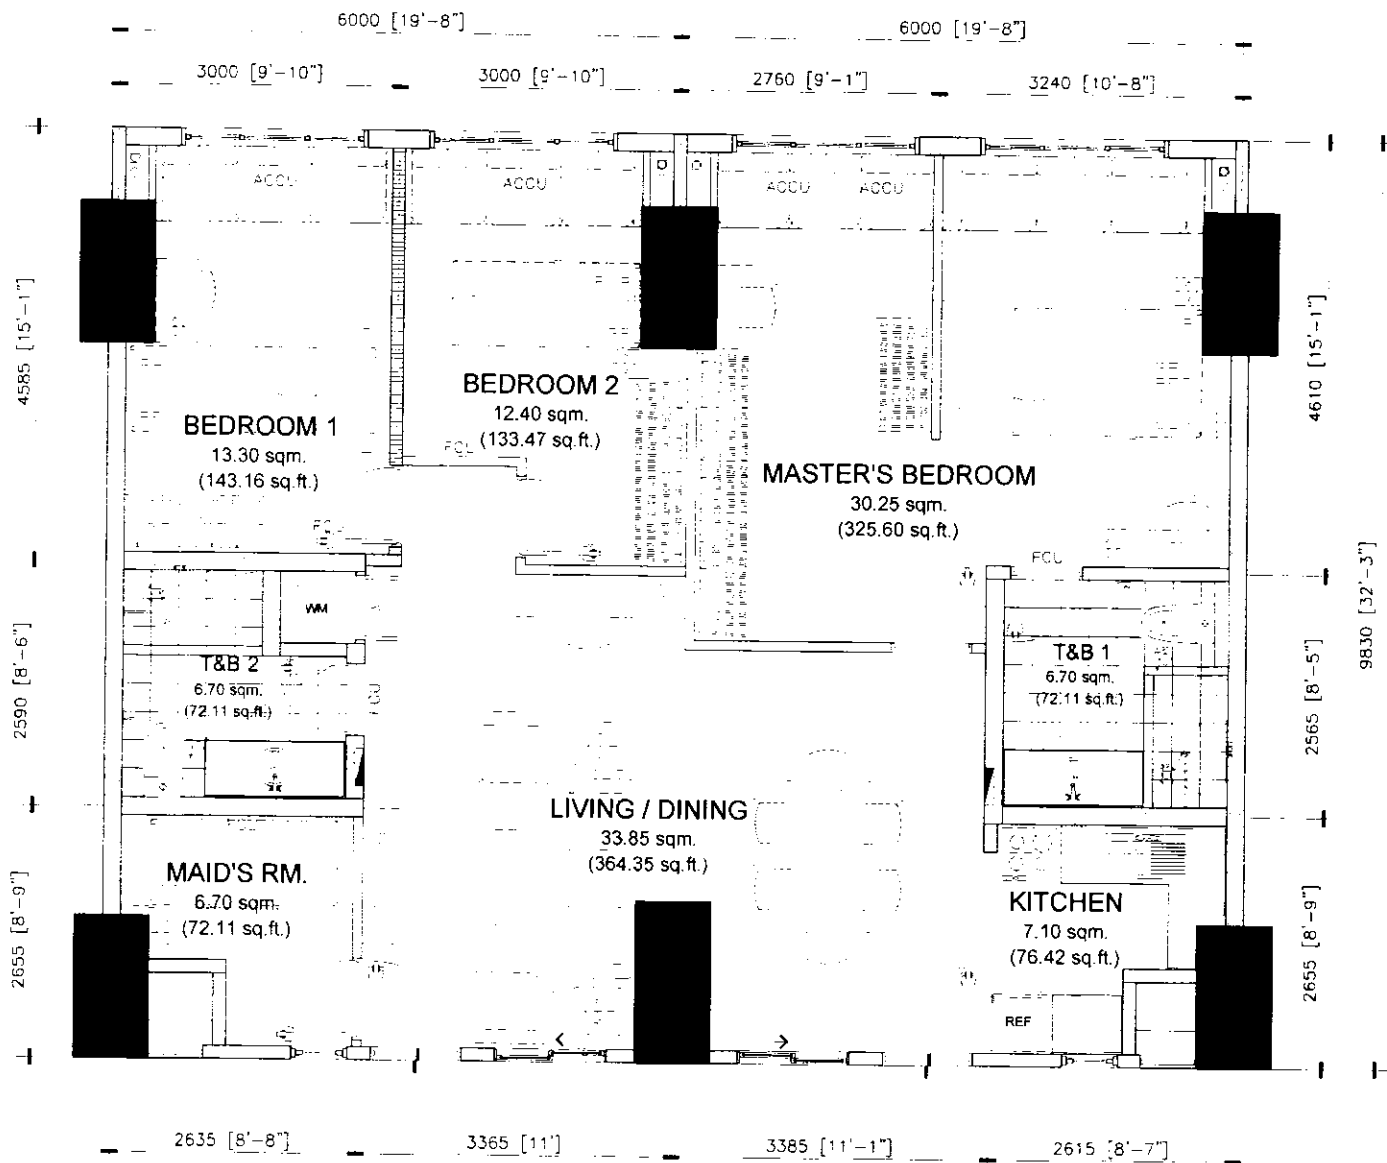 6000 [19'-8"]
6000 [19'-8"]
3000 [9'-10"]
3000 [9'-10"]
2760 [9'-1"]
3240 [10'-8"]
ACCU
ACCU
ACCU
ACCU
4585 [15'-1"]
4610 [15'-1"]
BEDROOM 1
13.30 sqm.
(143.16 sq.ft.)
BEDROOM 2
12.40 sqm.
(133.47 sq.ft.)
FCU
MASTER'S BEDROOM
30.25 sqm.
(325.60 sq.ft.)
FCU
FCU
9830 [32'-3"]
WM
2590 [8'-6"]
T&B 2
6.70 sqm.
(72.11 sq.ft.)
T&B 1
6.70 sqm.
(72.11 sq.ft.)
2565 [8'-5"]
LIVING / DINING
33.85 sqm.
(364.35 sq.ft.)
MAID'S RM.
6.70 sqm.
(72.11 sq.ft.)
KITCHEN
7.10 sqm.
(76.42 sq.ft.)
REF
2655 [8'-9"]
2655 [8'-9"]
2635 [8'-8"]
3365 [11']
3385 [11'-1"]
2615 [8'-7"]